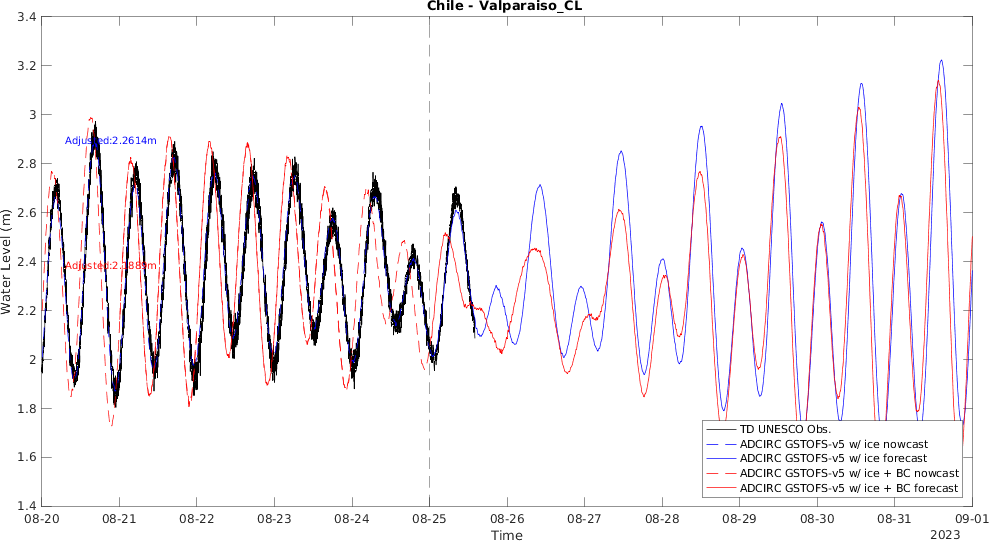 Chile - Valparaiso_CL
3.4
3.2
3
2.8
2.6
2.4
2.2
2
1.8
1.6
1.4
Water Level (m)
Adjusted:2.2614m
TD UNESCO Obs.
ADCIRC GSTOFS-v5 w/ ice nowcast
ADCIRC GSTOFS-v5 w/ ice forecast
ADCIRC GSTOFS-v5 w/ ice + BC nowcast
ADCIRC GSTOFS-v5 w/ ice + BC forecast
08-20 08-21 08-22 08-23 08-24 08-25 08-26 08-27 08-28 08-29 08-30 08-31 09-01
Time
2023